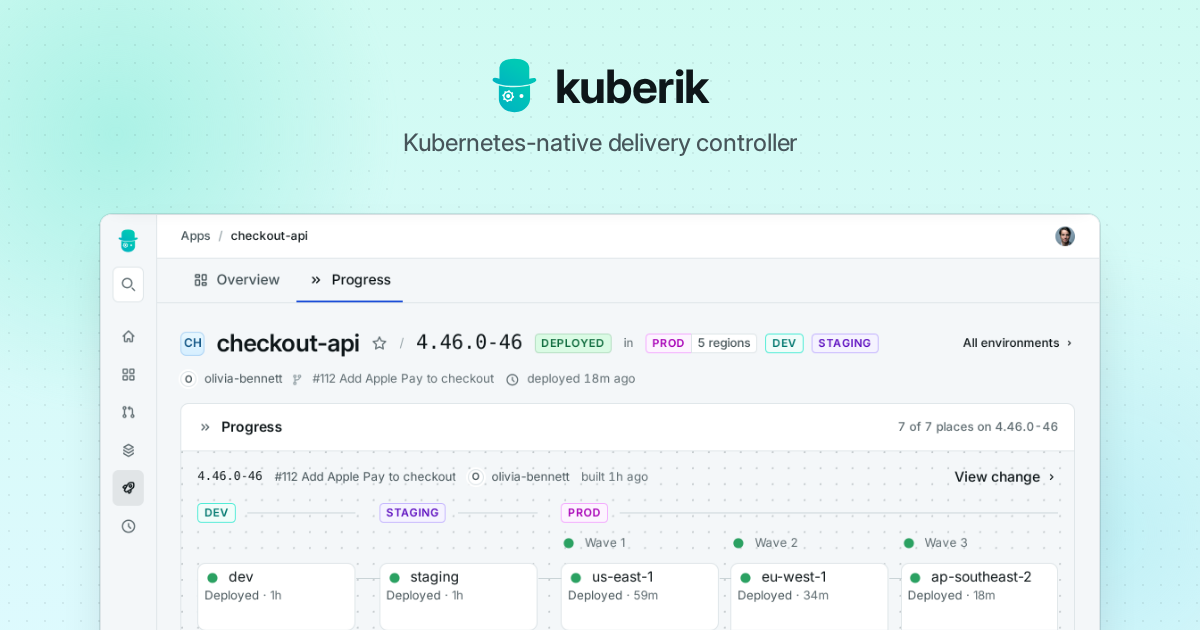 kuberik
Kubernetes-native delivery controller
Apps / checkout-api
Overview » Progress
CH checkout-api / 4.46.0-46 DEPLOYED in PROD 5 regions DEV STAGING All environments ›
O olivia-bennett #112 Add Apple Pay to checkout deployed 18m ago
» Progress 7 of 7 places on 4.46.0-46
4.46.0-46 #112 Add Apple Pay to checkout O olivia-bennett built 1h ago View change ›
DEV STAGING PROD
Wave 1 Wave 2 Wave 3
dev staging us-east-1 eu-west-1 ap-southeast-2
Deployed · 1h Deployed · 1h Deployed · 59m Deployed · 34m Deployed · 18m